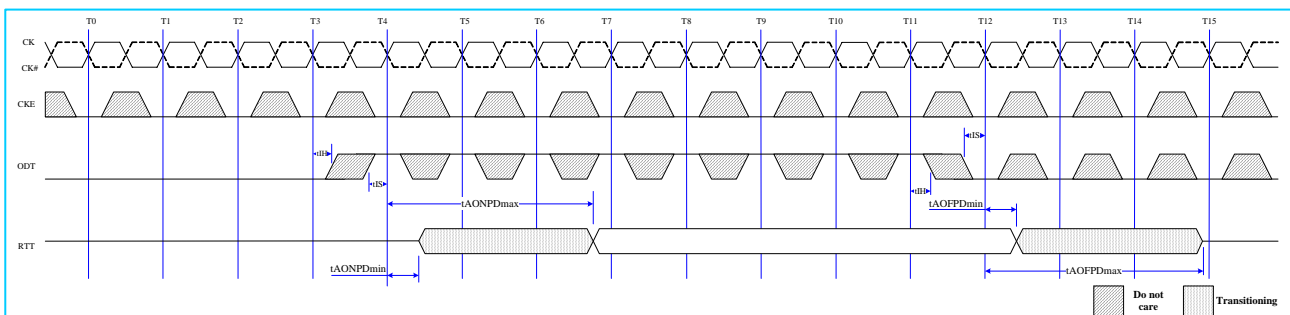 T0 T1 T2 T3 T4 T5 T6 T7 T8 T9 T10 T11 T12 T13 T14 T15
CK
CK#
CKE
tIS
tIH
ODT
tIS
tIH
tAONPDmax
tAOFPDmin
RTT
tAONPDmin
tAOFPDmax
Do not
care
Transitioning